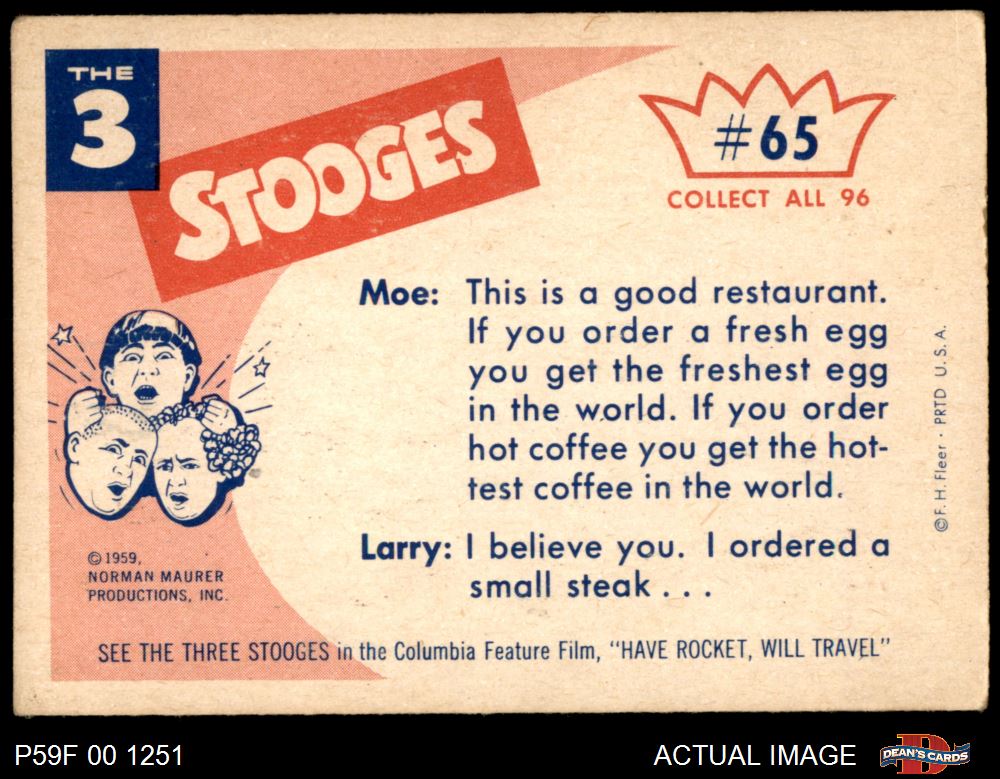 THE
3
STOOGES
#65
COLLECT ALL 96
Moe: This is a good restaurant.
If you order a fresh egg
you get the freshest egg
in the world. If you order
hot coffee you get the hot-
test coffee in the world.
Larry: I believe you. I ordered a
small steak . . .
© 1959,
NORMAN MAURER
PRODUCTIONS, INC.
SEE THE THREE STOOGES in the Columbia Feature Film, "HAVE ROCKET, WILL TRAVEL"
© F. H. Fleer · PRTD U. S. A.
P59F 00 1251
ACTUAL IMAGE
D
DEAN'S CARDS